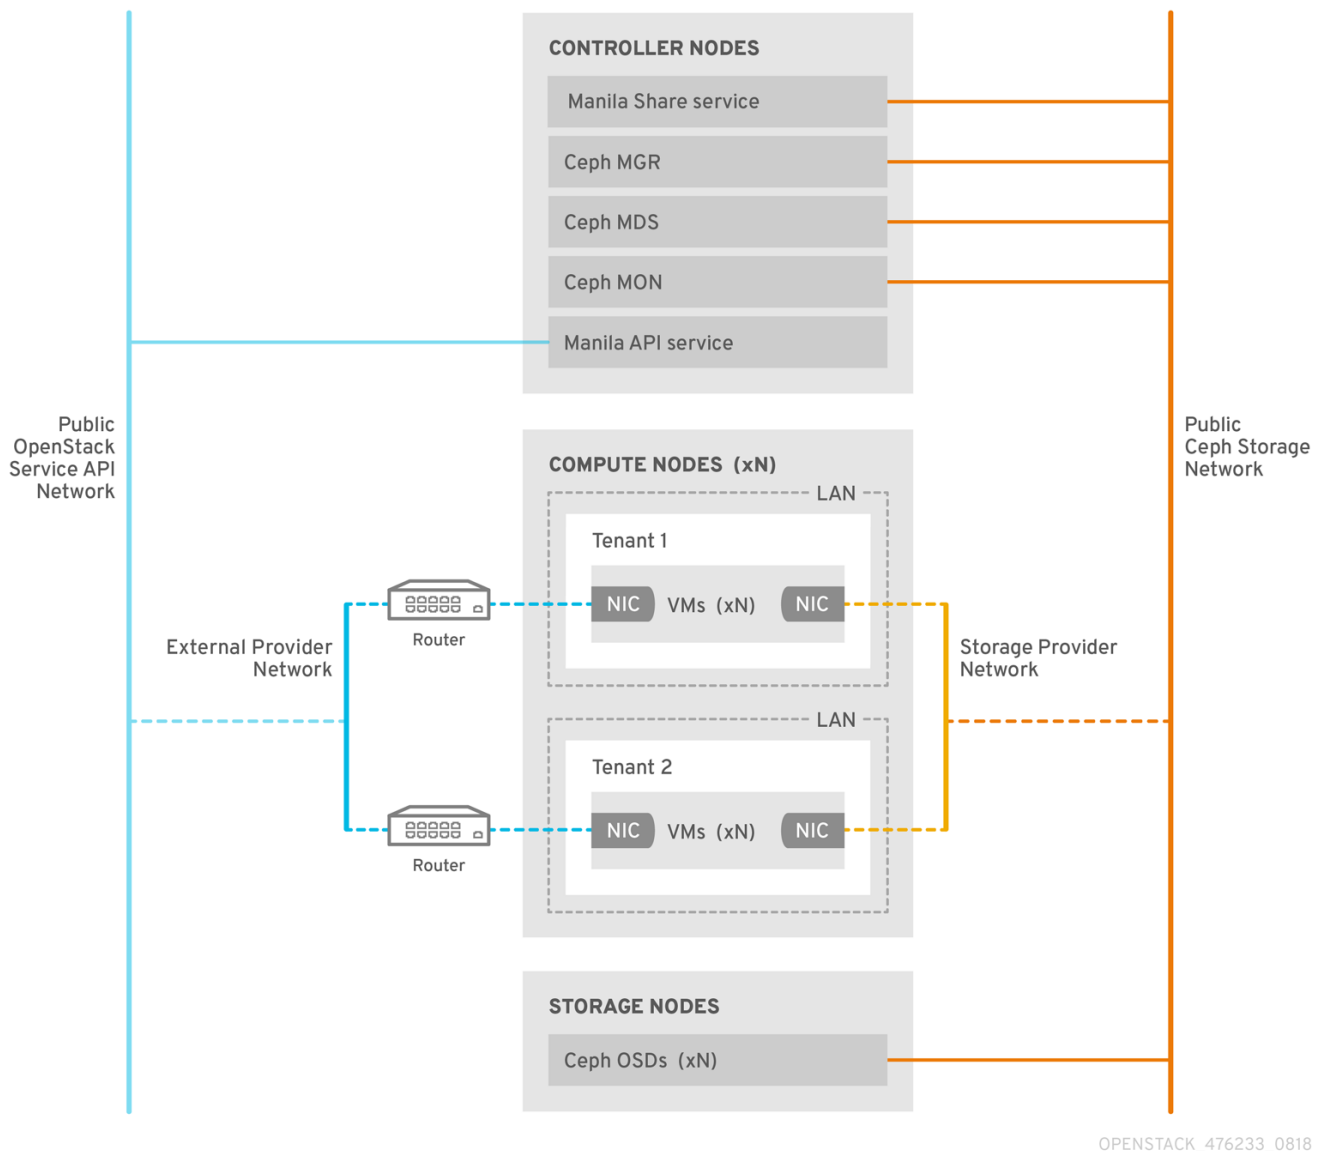 CONTROLLER NODES
Manila Share service
Ceph MGR
Ceph MDS
Ceph MON
Manila API service
Public
OpenStack
Service API
Network
Public
Ceph Storage
Network
COMPUTE NODES (xN)
LAN
Tenant 1
NIC VMs (xN) NIC
Router
External Provider
Network
Storage Provider
Network
LAN
Tenant 2
NIC VMs (xN) NIC
Router
STORAGE NODES
Ceph OSDs (xN)
OPENSTACK 476233 0818